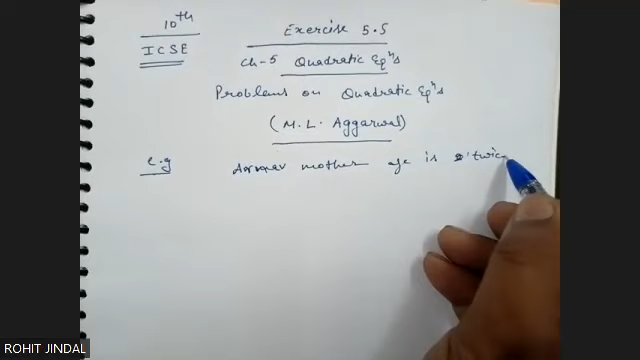 10th
Exercise 5.5
ICSE
Ch-5 Quadratic Eqⁿs
Problems on Quadratic Eqⁿs
(M.L. Aggarwal)
e.g mother age is twic
ROHIT JINDAL